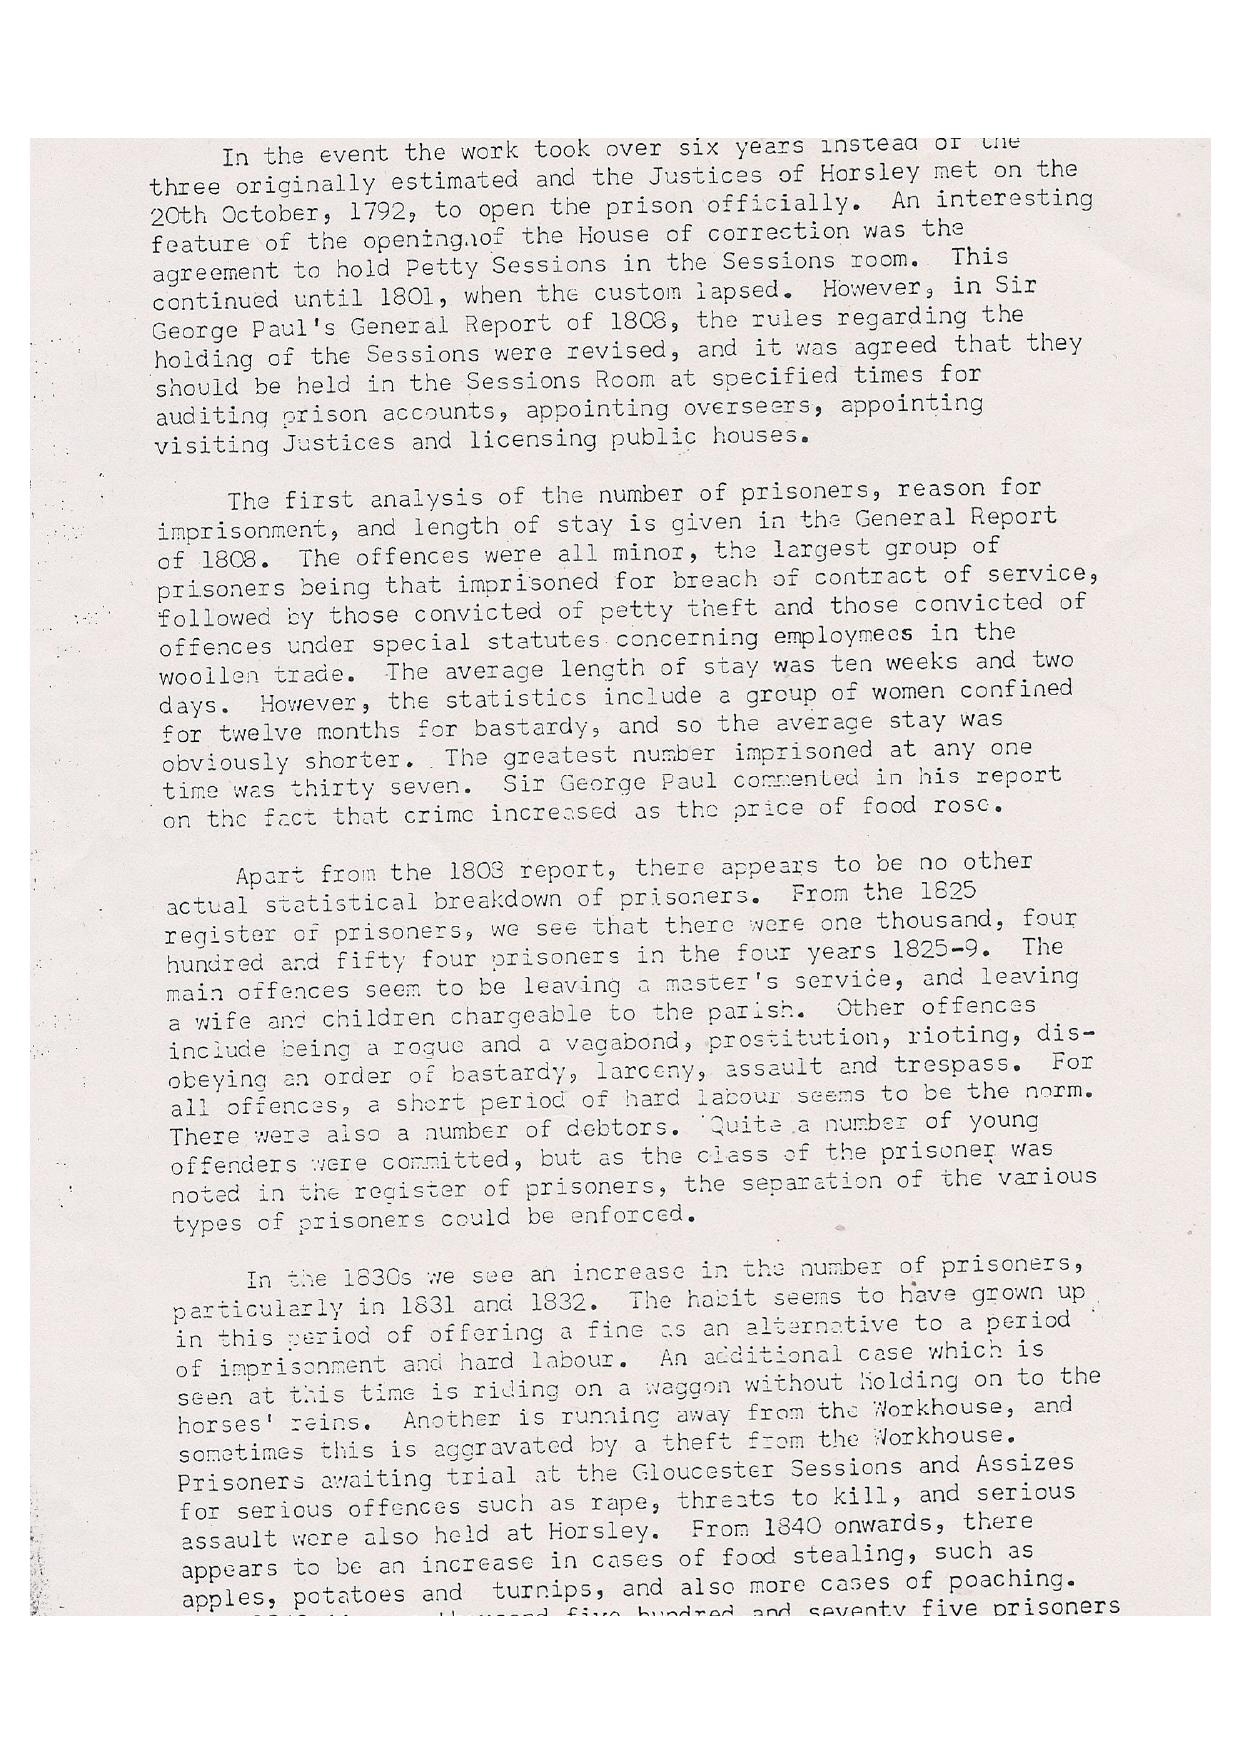 In the event the work took over six years instead of the
three originally estimated and the Justices of Horsley met on the
20th October, 1792, to open the prison officially. An interesting
feature of the opening of the House of correction was the
agreement to hold Petty Sessions in the Sessions room. This
continued until 1801, when the custom lapsed. However, in Sir
George Paul's General Report of 1808, the rules regarding the
holding of the Sessions were revised, and it was agreed that they
should be held in the Sessions Room at specified times for
auditing prison accounts, appointing overseers, appointing
visiting Justices and licensing public houses.

The first analysis of the number of prisoners, reason for
imprisonment, and length of stay is given in the General Report
of 1808. The offences were all minor, the largest group of
prisoners being that imprisoned for breach of contract of service,
followed by those convicted of petty theft and those convicted of
offences under special statutes concerning employmees in the
woollen trade. The average length of stay was ten weeks and two
days. However, the statistics include a group of women confined
for twelve months for bastardy, and so the average stay was
obviously shorter. The greatest number imprisoned at any one
time was thirty seven. Sir George Paul commented in his report
on the fact that crime increased as the price of food rose.

Apart from the 1808 report, there appears to be no other
actual statistical breakdown of prisoners. From the 1825
register of prisoners, we see that there were one thousand, four
hundred and fifty four prisoners in the four years 1825-9. The
main offences seem to be leaving a master's service, and leaving
a wife and children chargeable to the parish. Other offences
include being a rogue and a vagabond, prostitution, rioting, dis-
obeying an order of bastardy, larceny, assault and trespass. For
all offences, a short period of hard labour seems to be the norm.
There were also a number of debtors. Quite a number of young
offenders were committed, but as the class of the prisoner was
noted in the register of prisoners, the separation of the various
types of prisoners could be enforced.

In the 1830s we see an increase in the number of prisoners,
particularly in 1831 and 1832. The habit seems to have grown up
in this period of offering a fine as an alternative to a period
of imprisonment and hard labour. An additional case which is
seen at this time is riding on a waggon without holding on to the
horses' reins. Another is running away from the Workhouse, and
sometimes this is aggravated by a theft from the Workhouse.
Prisoners awaiting trial at the Gloucester Sessions and Assizes
for serious offences such as rape, threats to kill, and serious
assault were also held at Horsley. From 1840 onwards, there
appears to be an increase in cases of food stealing, such as
apples, potatoes and turnips, and also more cases of poaching.
thousand five hundred and seventy five prisoners